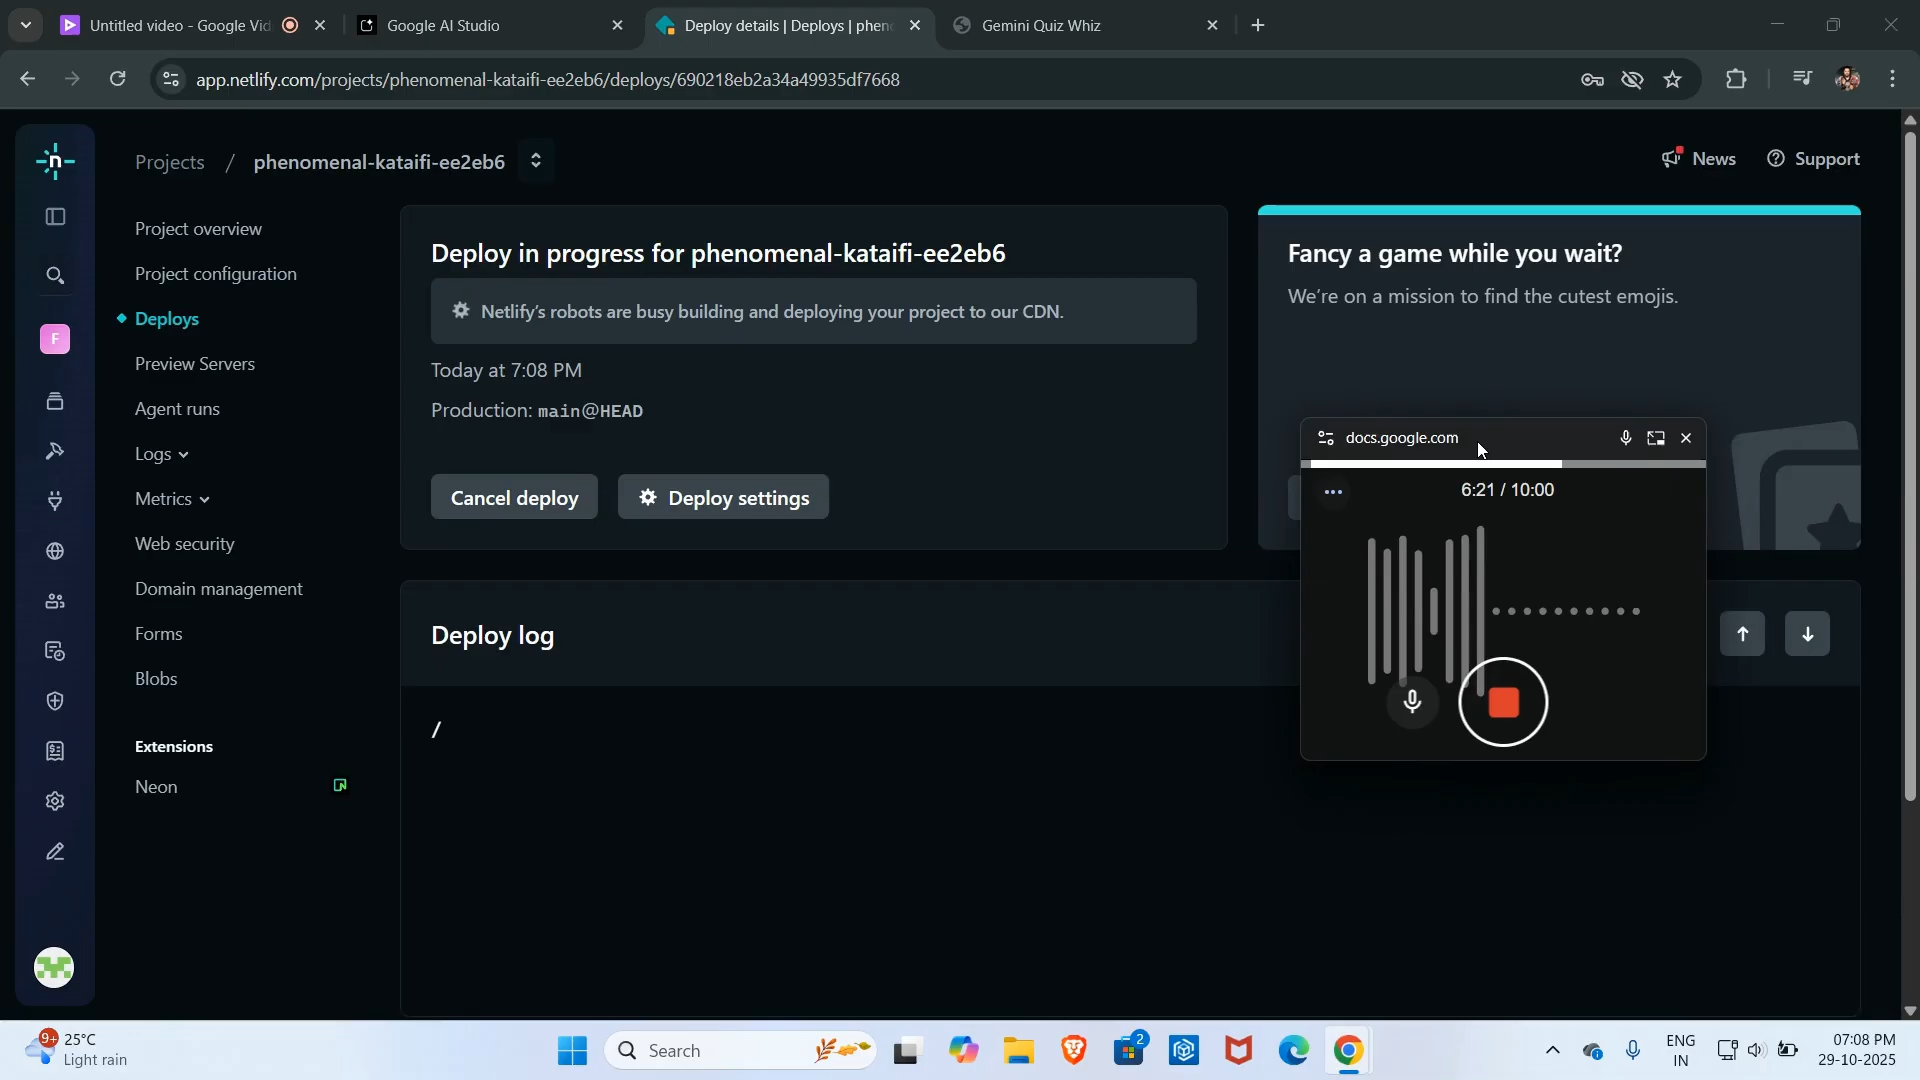 Untitled video - Google Vid
Google AI Studio
Deploy details | Deploys | phen
Gemini Quiz Whiz
app.netlify.com/projects/phenomenal-kataifi-ee2eb6/deploys/690218eb2a34a49935df7668
n
Projects / phenomenal-kataifi-ee2eb6
News
Support
Project overview
Project configuration
Deploys
Preview Servers
Agent runs
Logs
Metrics
Web security
Domain management
Forms
Blobs
Extensions
Neon
F
Deploy in progress for phenomenal-kataifi-ee2eb6
Netlify's robots are busy building and deploying your project to our CDN.
Today at 7:08 PM
Production: main@HEAD
Cancel deploy
Deploy settings
Fancy a game while you wait?
We're on a mission to find the cutest emojis.
docs.google.com
6:21 / 10:00
Deploy log
/
9+
25°C
Light rain
Search
2
ENG
IN
07:08 PM
29-10-2025